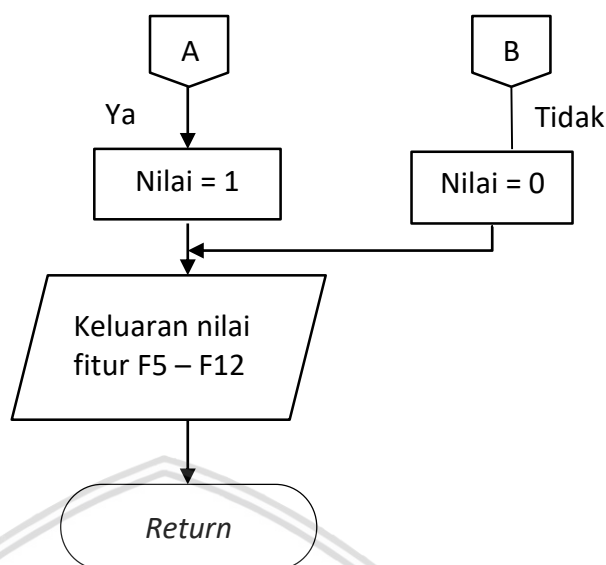 A
B
Ya
Tidak
Nilai = 1
Nilai = 0
Keluaran nilai
fitur F5 – F12
Return